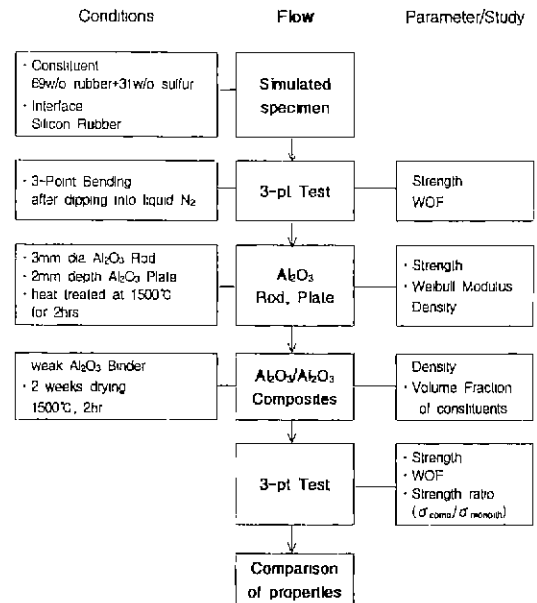 Conditions Flow Parameter/Study
· Constituent
69w/o rubber+31w/o sulfur
· Interface
Silicon Rubber
Simulated
specimen
· 3-Point Bending
after dipping into liquid N₂
3-pt Test
Strength
WOF
· 3mm dia Al₂O₃ Rod
· 2mm depth Al₂O₃ Plate
· heat treated at 1500℃
for 2hrs
Al₂O₃
Rod, Plate
· Strength
· Weibull Modulus
Density
weak Al₂O₃ Binder
· 2 weeks drying
1500℃, 2hr
Al₂O₃/Al₂O₃
Composites
Density
· Volume Fraction
of constituents
3-pt Test
· Strength
· WOF
· Strength ratio
(σcomp/σmonolith)
Comparison
of properties